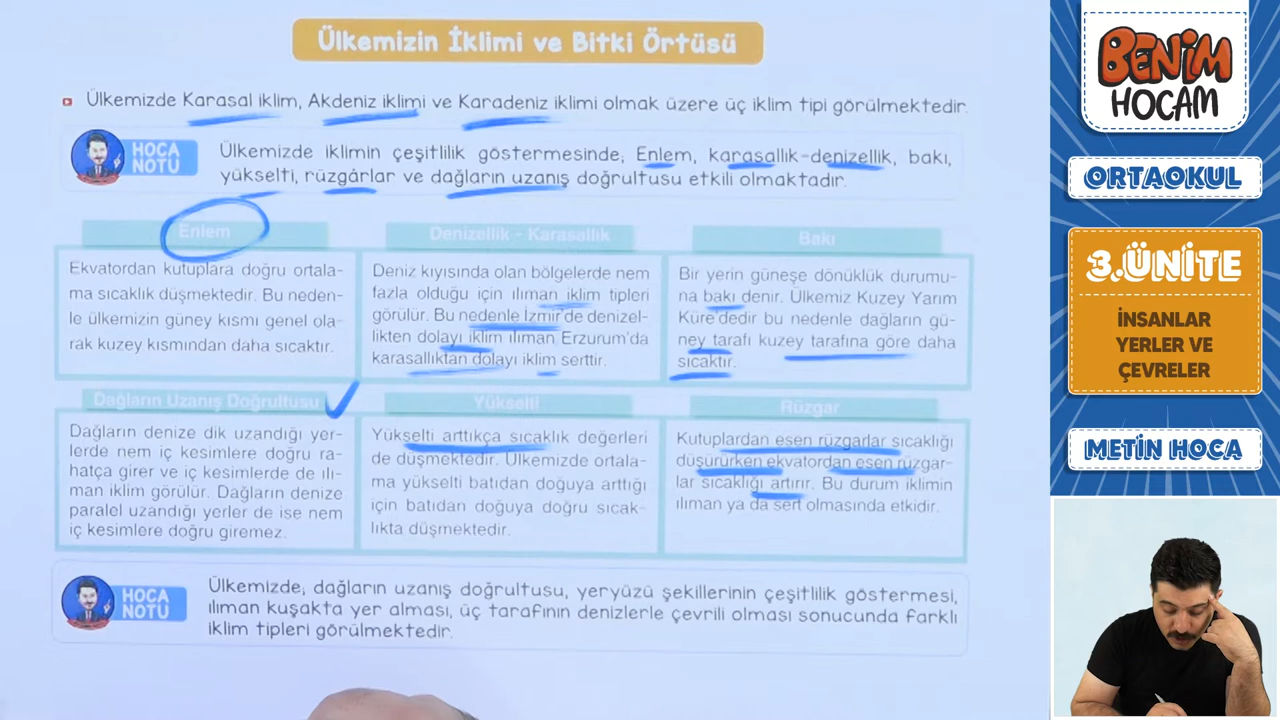 Ülkemizin İklimi ve Bitki Örtüsü
Ülkemizde Karasal iklim, Akdeniz iklimi ve Karadeniz iklimi olmak üzere üç iklim tipi görülmektedir.
HOCA
NOTU
Ülkemizde iklimin çeşitlilik göstermesinde, Enlem, karasallık-denizellik, bakı,
yükselti, rüzgârlar ve dağların uzanış doğrultusu etkili olmaktadır.
Enlem
Ekvatordan kutuplara doğru ortala-
ma sıcaklık düşmektedir. Bu neden-
le ülkemizin güney kısmı genel ola-
rak kuzey kısmından daha sıcaktır.
Denizellik - Karasallık
Deniz kıyısında olan bölgelerde nem
fazla olduğu için ılıman iklim tipleri
görülür. Bu nedenle İzmir'de denizel-
likten dolayı iklim ılıman Erzurum'da
karasallıktan dolayı iklim serttir.
Bakı
Bir yerin güneşe dönüklük durumu-
na bakı denir. Ülkemiz Kuzey Yarım
Küre'dedir bu nedenle dağların gü-
ney tarafı kuzey tarafına göre daha
sıcaktır.
Dağların Uzanış Doğrultusu
Dağların denize dik uzandığı yer-
lerde nem iç kesimlere doğru ra-
hatça girer ve iç kesimlerde de ılı-
man iklim görülür. Dağların denize
paralel uzandığı yerler de ise nem
iç kesimlere doğru giremez.
Yükselti
Yükselti arttıkça sıcaklık değerleri
de düşmektedir. Ülkemizde ortala-
ma yükselti batıdan doğuya arttığı
için batıdan doğuya doğru sıcak-
lıkta düşmektedir.
Rüzgar
Kutuplardan esen rüzgarlar sıcaklığı
düşürürken ekvatordan esen rüzgar-
lar sıcaklığı artırır. Bu durum iklimin
ılıman ya da sert olmasında etkidir.
HOCA
NOTU
Ülkemizde, dağların uzanış doğrultusu, yeryüzü şekillerinin çeşitlilik göstermesi,
ılıman kuşakta yer alması, üç tarafının denizlerle çevrili olması sonucunda farklı
iklim tipleri görülmektedir.
BENİM
HOCAM
ORTAOKUL
3.ÜNİTE
İNSANLAR
YERLER VE
ÇEVRELER
METİN HOCA